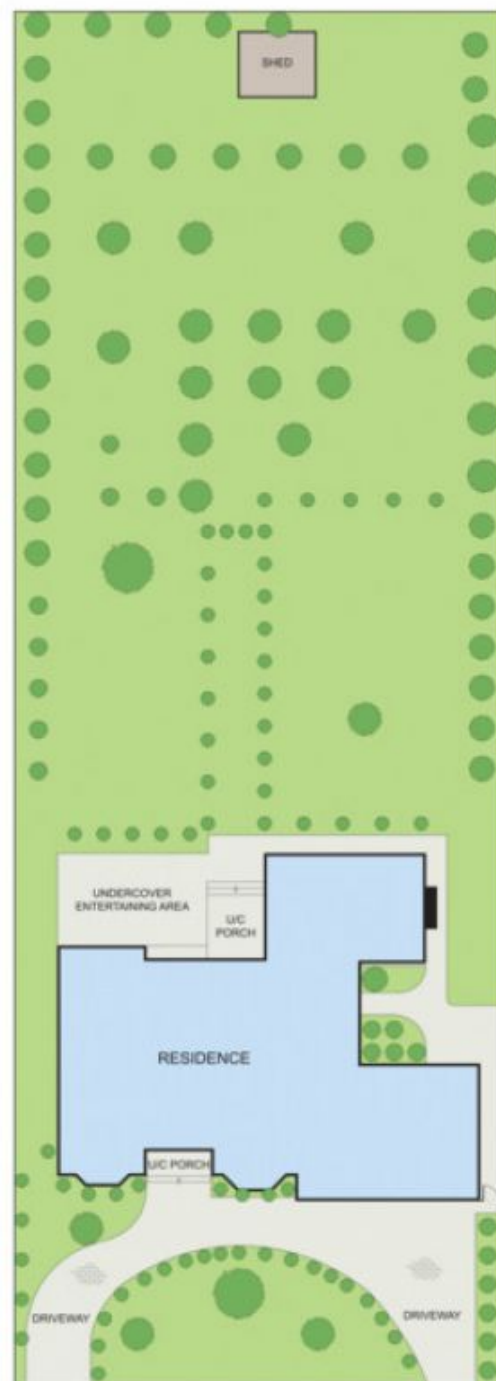 SHED
UNDERCOVER
ENTERTAINING AREA
U/C
PORCH
RESIDENCE
U/C PORCH
DRIVEWAY
DRIVEWAY